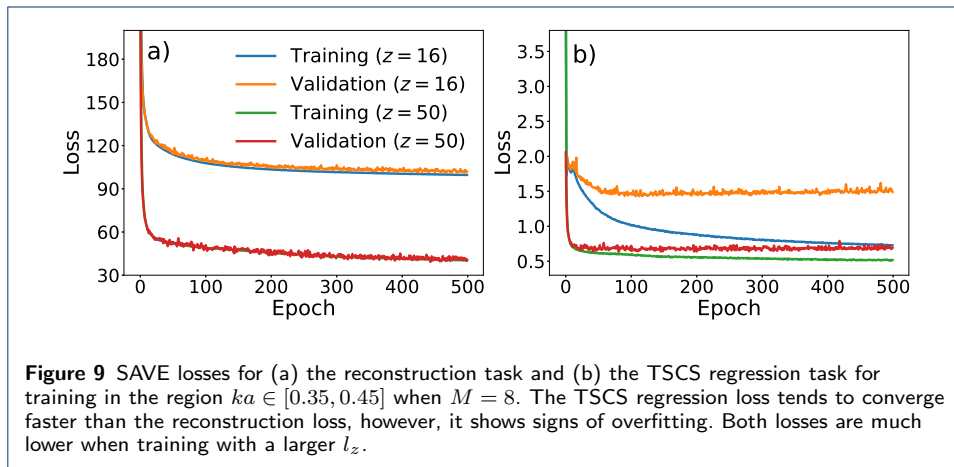 a)
Training (z = 16)
Validation (z = 16)
Training (z = 50)
Validation (z = 50)
180
150
120
90
60
30
Loss
0 100 200 300 400 500
Epoch
b)
3.5
3.0
2.5
2.0
1.5
1.0
0.5
Loss
0 100 200 300 400 500
Epoch
Figure 9 SAVE losses for (a) the reconstruction task and (b) the TSCS regression task for
training in the region ka ∈ [0.35, 0.45] when M = 8. The TSCS regression loss tends to converge
faster than the reconstruction loss, however, it shows signs of overfitting. Both losses are much
lower when training with a larger l_z.